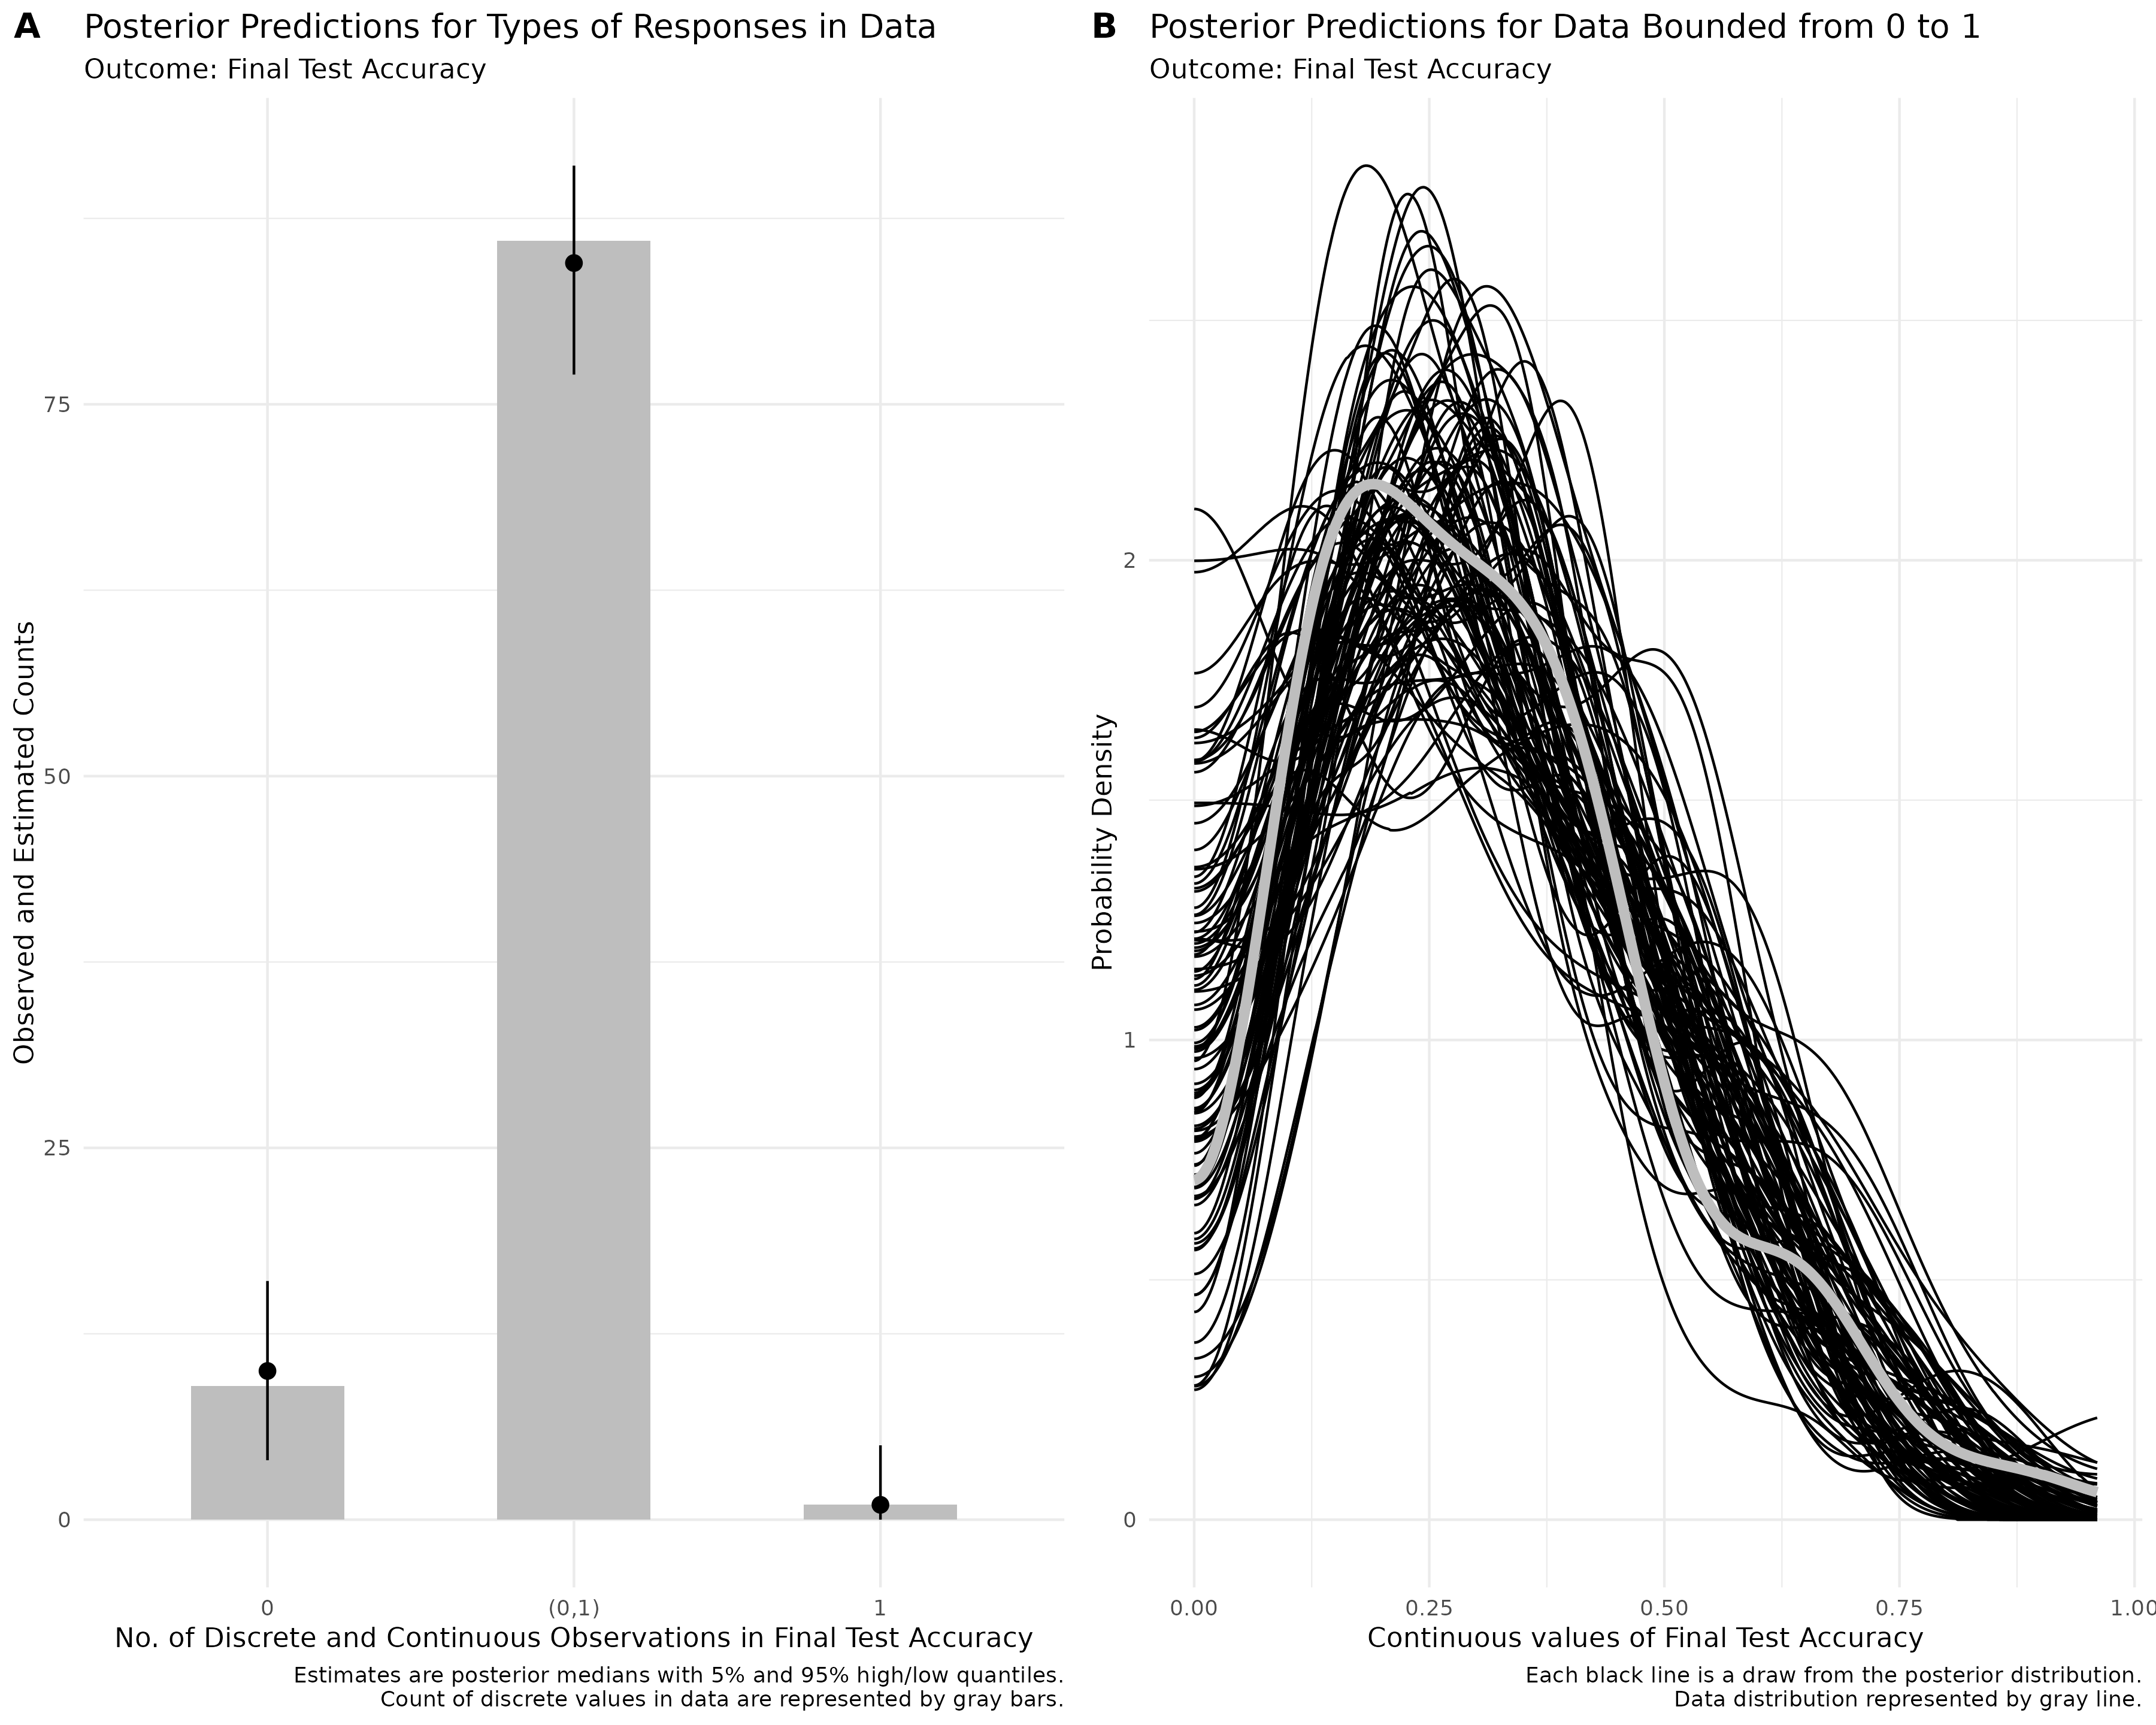 A Posterior Predictions for Types of Responses in Data
Outcome: Final Test Accuracy
Observed and Estimated Counts
75
50
25
0
0 (0,1) 1
No. of Discrete and Continuous Observations in Final Test Accuracy
Estimates are posterior medians with 5% and 95% high/low quantiles.
Count of discrete values in data are represented by gray bars.
B Posterior Predictions for Data Bounded from 0 to 1
Outcome: Final Test Accuracy
Probability Density
2
1
0
0.00 0.25 0.50 0.75 1.00
Continuous values of Final Test Accuracy
Each black line is a draw from the posterior distribution.
Data distribution represented by gray line.